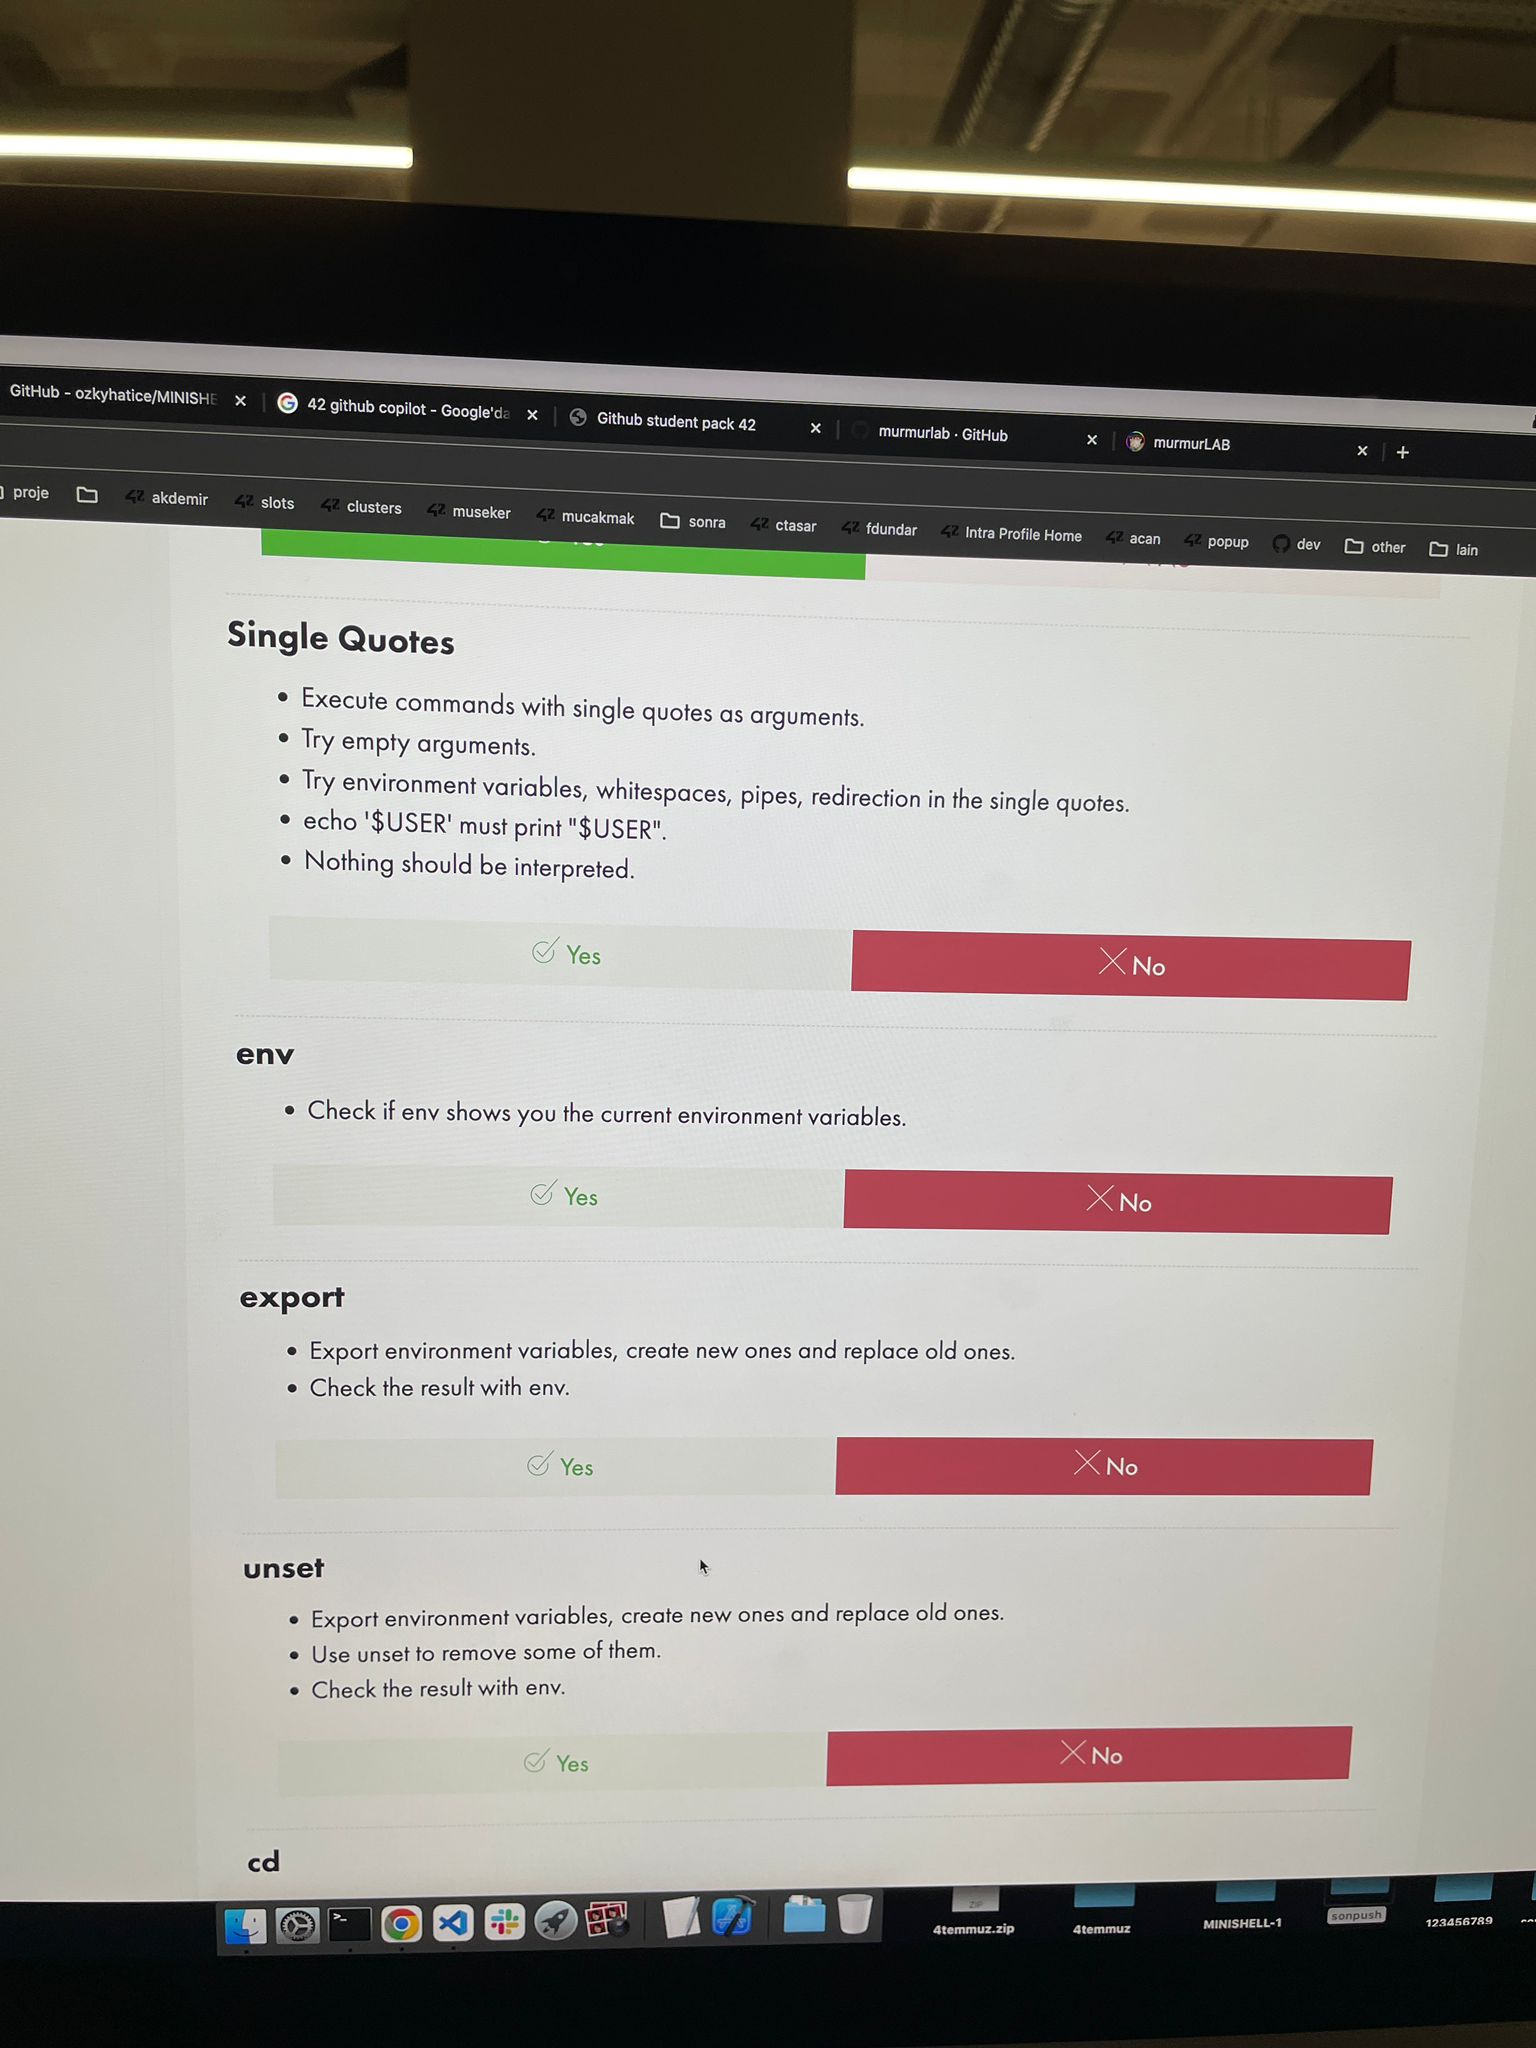 GitHub - ozkyhatice/MINISHE
42 github copilot - Google'da
Github student pack 42
murmurlab · GitHub
murmurLAB
proje
akdemir
slots
clusters
museker
mucakmak
sonra
ctasar
fdundar
Intra Profile Home
acan
popup
dev
other
lain
Single Quotes
• Execute commands with single quotes as arguments.
• Try empty arguments.
• Try environment variables, whitespaces, pipes, redirection in the single quotes.
• echo '$USER' must print "$USER".
• Nothing should be interpreted.
Yes
No
env
• Check if env shows you the current environment variables.
Yes
No
export
• Export environment variables, create new ones and replace old ones.
• Check the result with env.
Yes
No
unset
• Export environment variables, create new ones and replace old ones.
• Use unset to remove some of them.
• Check the result with env.
Yes
No
cd
ZIP
4temmuz.zip
4temmuz
MINISHELL-1
sonpush
123456789